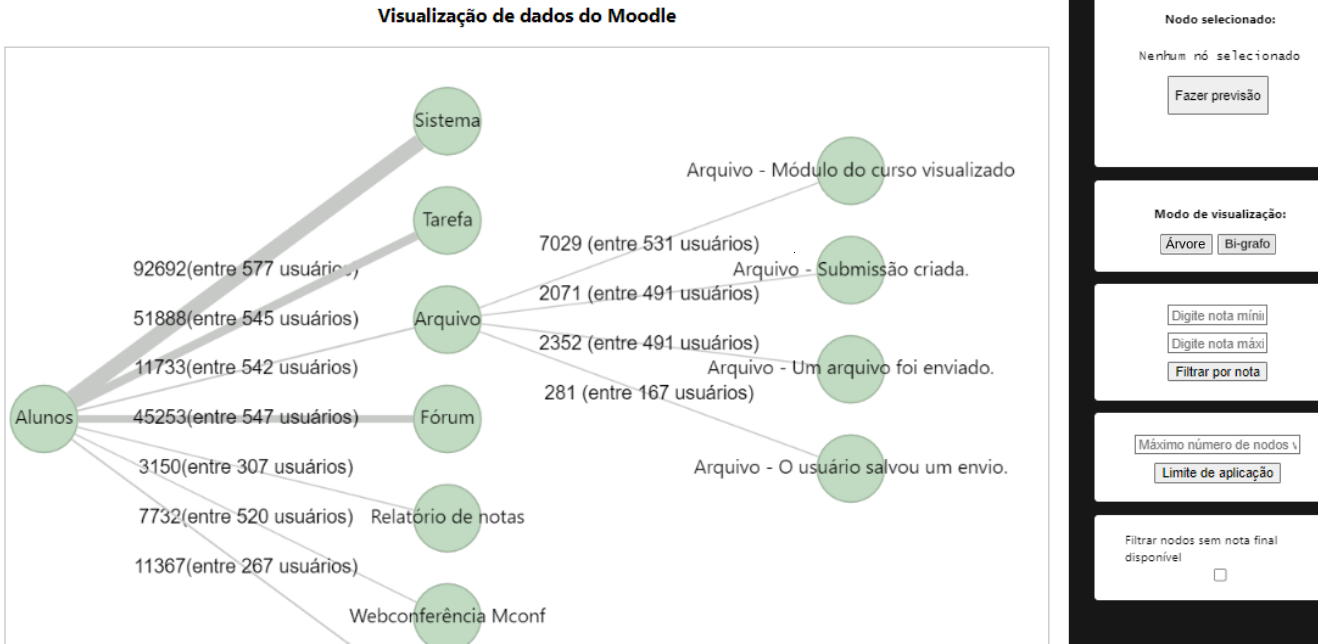 Visualização de dados do Moodle
Sistema
Tarefa
Arquivo
Alunos
Fórum
Relatório de notas
Webconferência Mconf
92692(entre 577 usuários)
51888(entre 545 usuários)
11733(entre 542 usuários)
45253(entre 547 usuários)
3150(entre 307 usuários)
7732(entre 520 usuários)
11367(entre 267 usuários)
Arquivo - Módulo do curso visualizado
7029 (entre 531 usuários)
Arquivo - Submissão criada.
2071 (entre 491 usuários)
2352 (entre 491 usuários)
Arquivo - Um arquivo foi enviado.
281 (entre 167 usuários)
Arquivo - O usuário salvou um envio.
Nodo selecionado:
Nenhum nó selecionado
Fazer previsão
Modo de visualização:
Árvore
Bi-grafo
Digite nota mínii
Digite nota máxi
Filtrar por nota
Máximo número de nodos v
Limite de aplicação
Filtrar nodos sem nota final
disponível